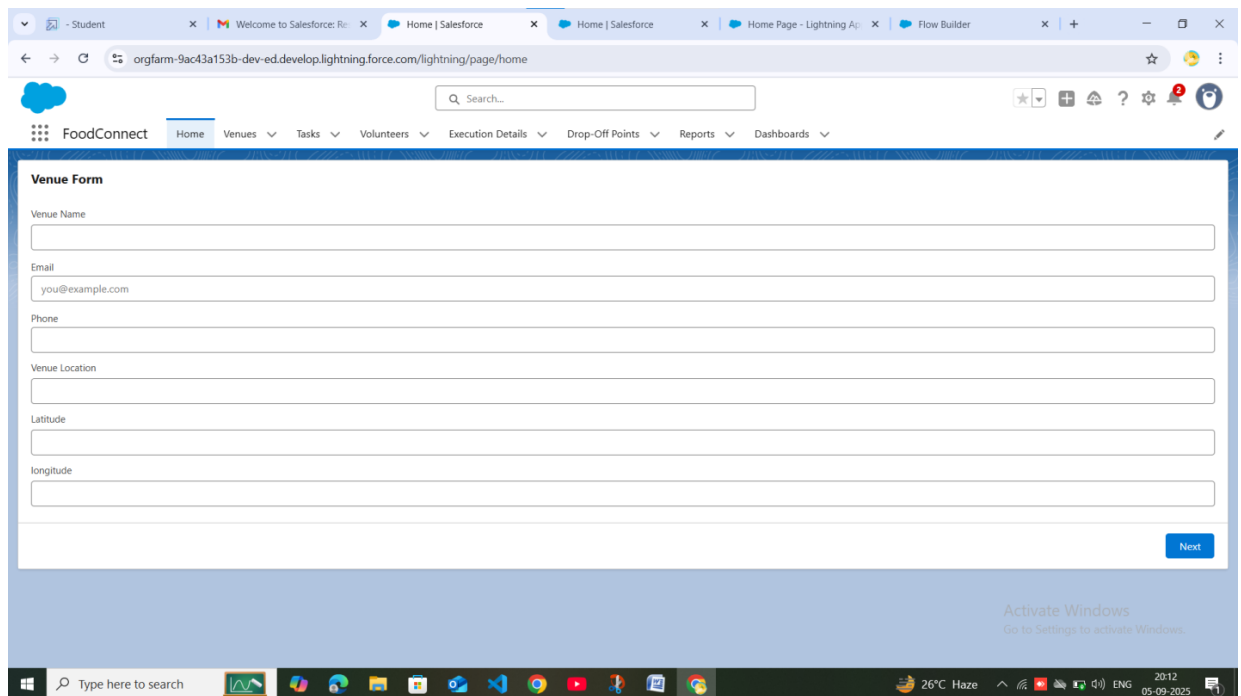 - Student
Welcome to Salesforce: Re
Home | Salesforce
Home | Salesforce
Home Page - Lightning Ap
Flow Builder
orgfarm-9ac43a153b-dev-ed.develop.lightning.force.com/lightning/page/home
Search...
2
FoodConnect
Home
Venues
Tasks
Volunteers
Execution Details
Drop-Off Points
Reports
Dashboards
Venue Form
Venue Name
Email
you@example.com
Phone
Venue Location
Latitude
longitude
Next
Activate Windows
Go to Settings to activate Windows.
Type here to search
26°C Haze
ENG
20:12
05-09-2025